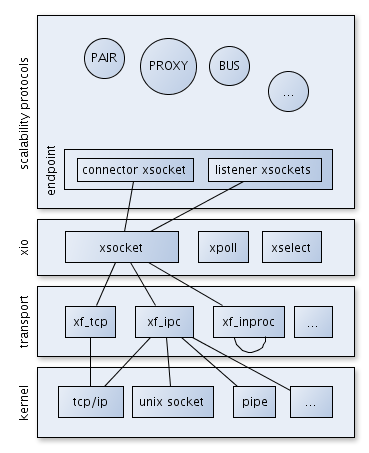 scalability protocols
PAIR
PROXY
BUS
...
endpoint
connector xsocket
listener xsockets
xio
xsocket
xpoll
xselect
transport
xf_tcp
xf_ipc
xf_inproc
...
kernel
tcp/ip
unix socket
pipe
...